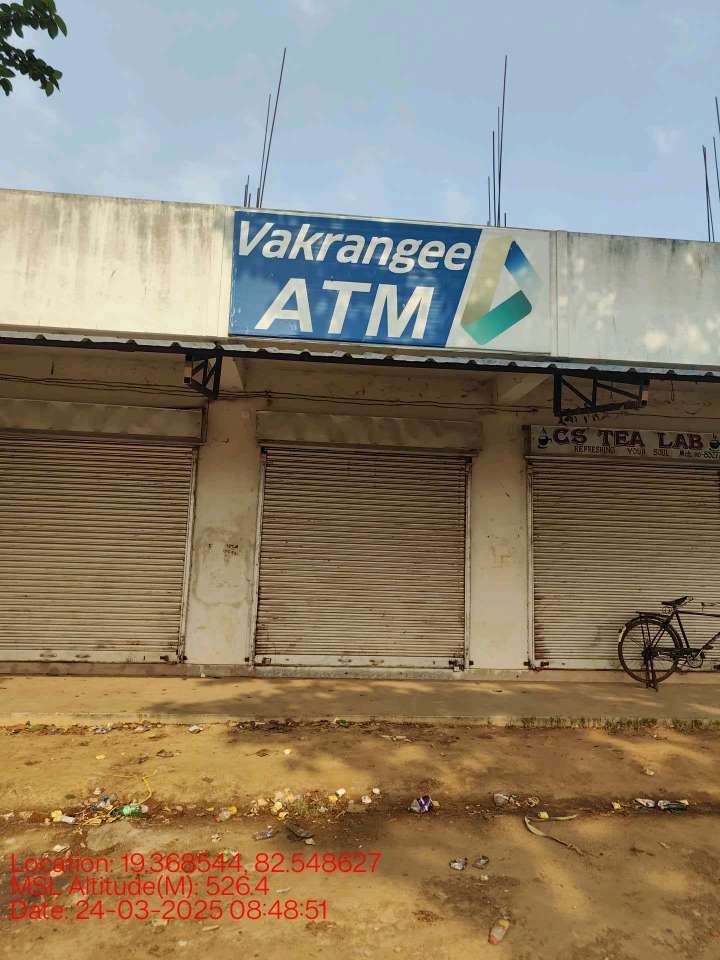 Vakrangee
ATM
CS TEA LAB
REFRESHING YOUR SOUL
Location: 19.368544, 82.548627
MSL Altitude(M): 526.4
Date: 24-03-2025 08:48:51